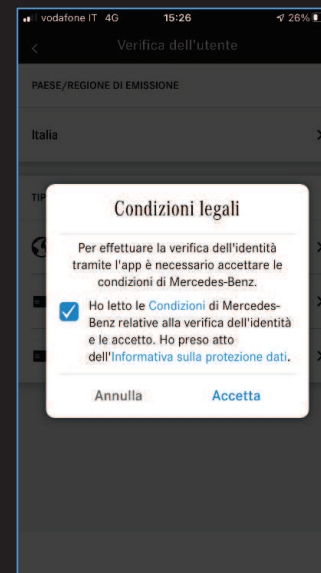 vodafone IT 4G 15:26 26%
Verifica dell'utente
PAESE/REGIONE DI EMISSIONE
Italia
TIP
Condizioni legali
Per effettuare la verifica dell'identità
tramite l'app è necessario accettare le
condizioni di Mercedes-Benz.
Ho letto le Condizioni di Mercedes-
Benz relative alla verifica dell'identità
e le accetto. Ho preso atto
dell'Informativa sulla protezione dati.
Annulla Accetta